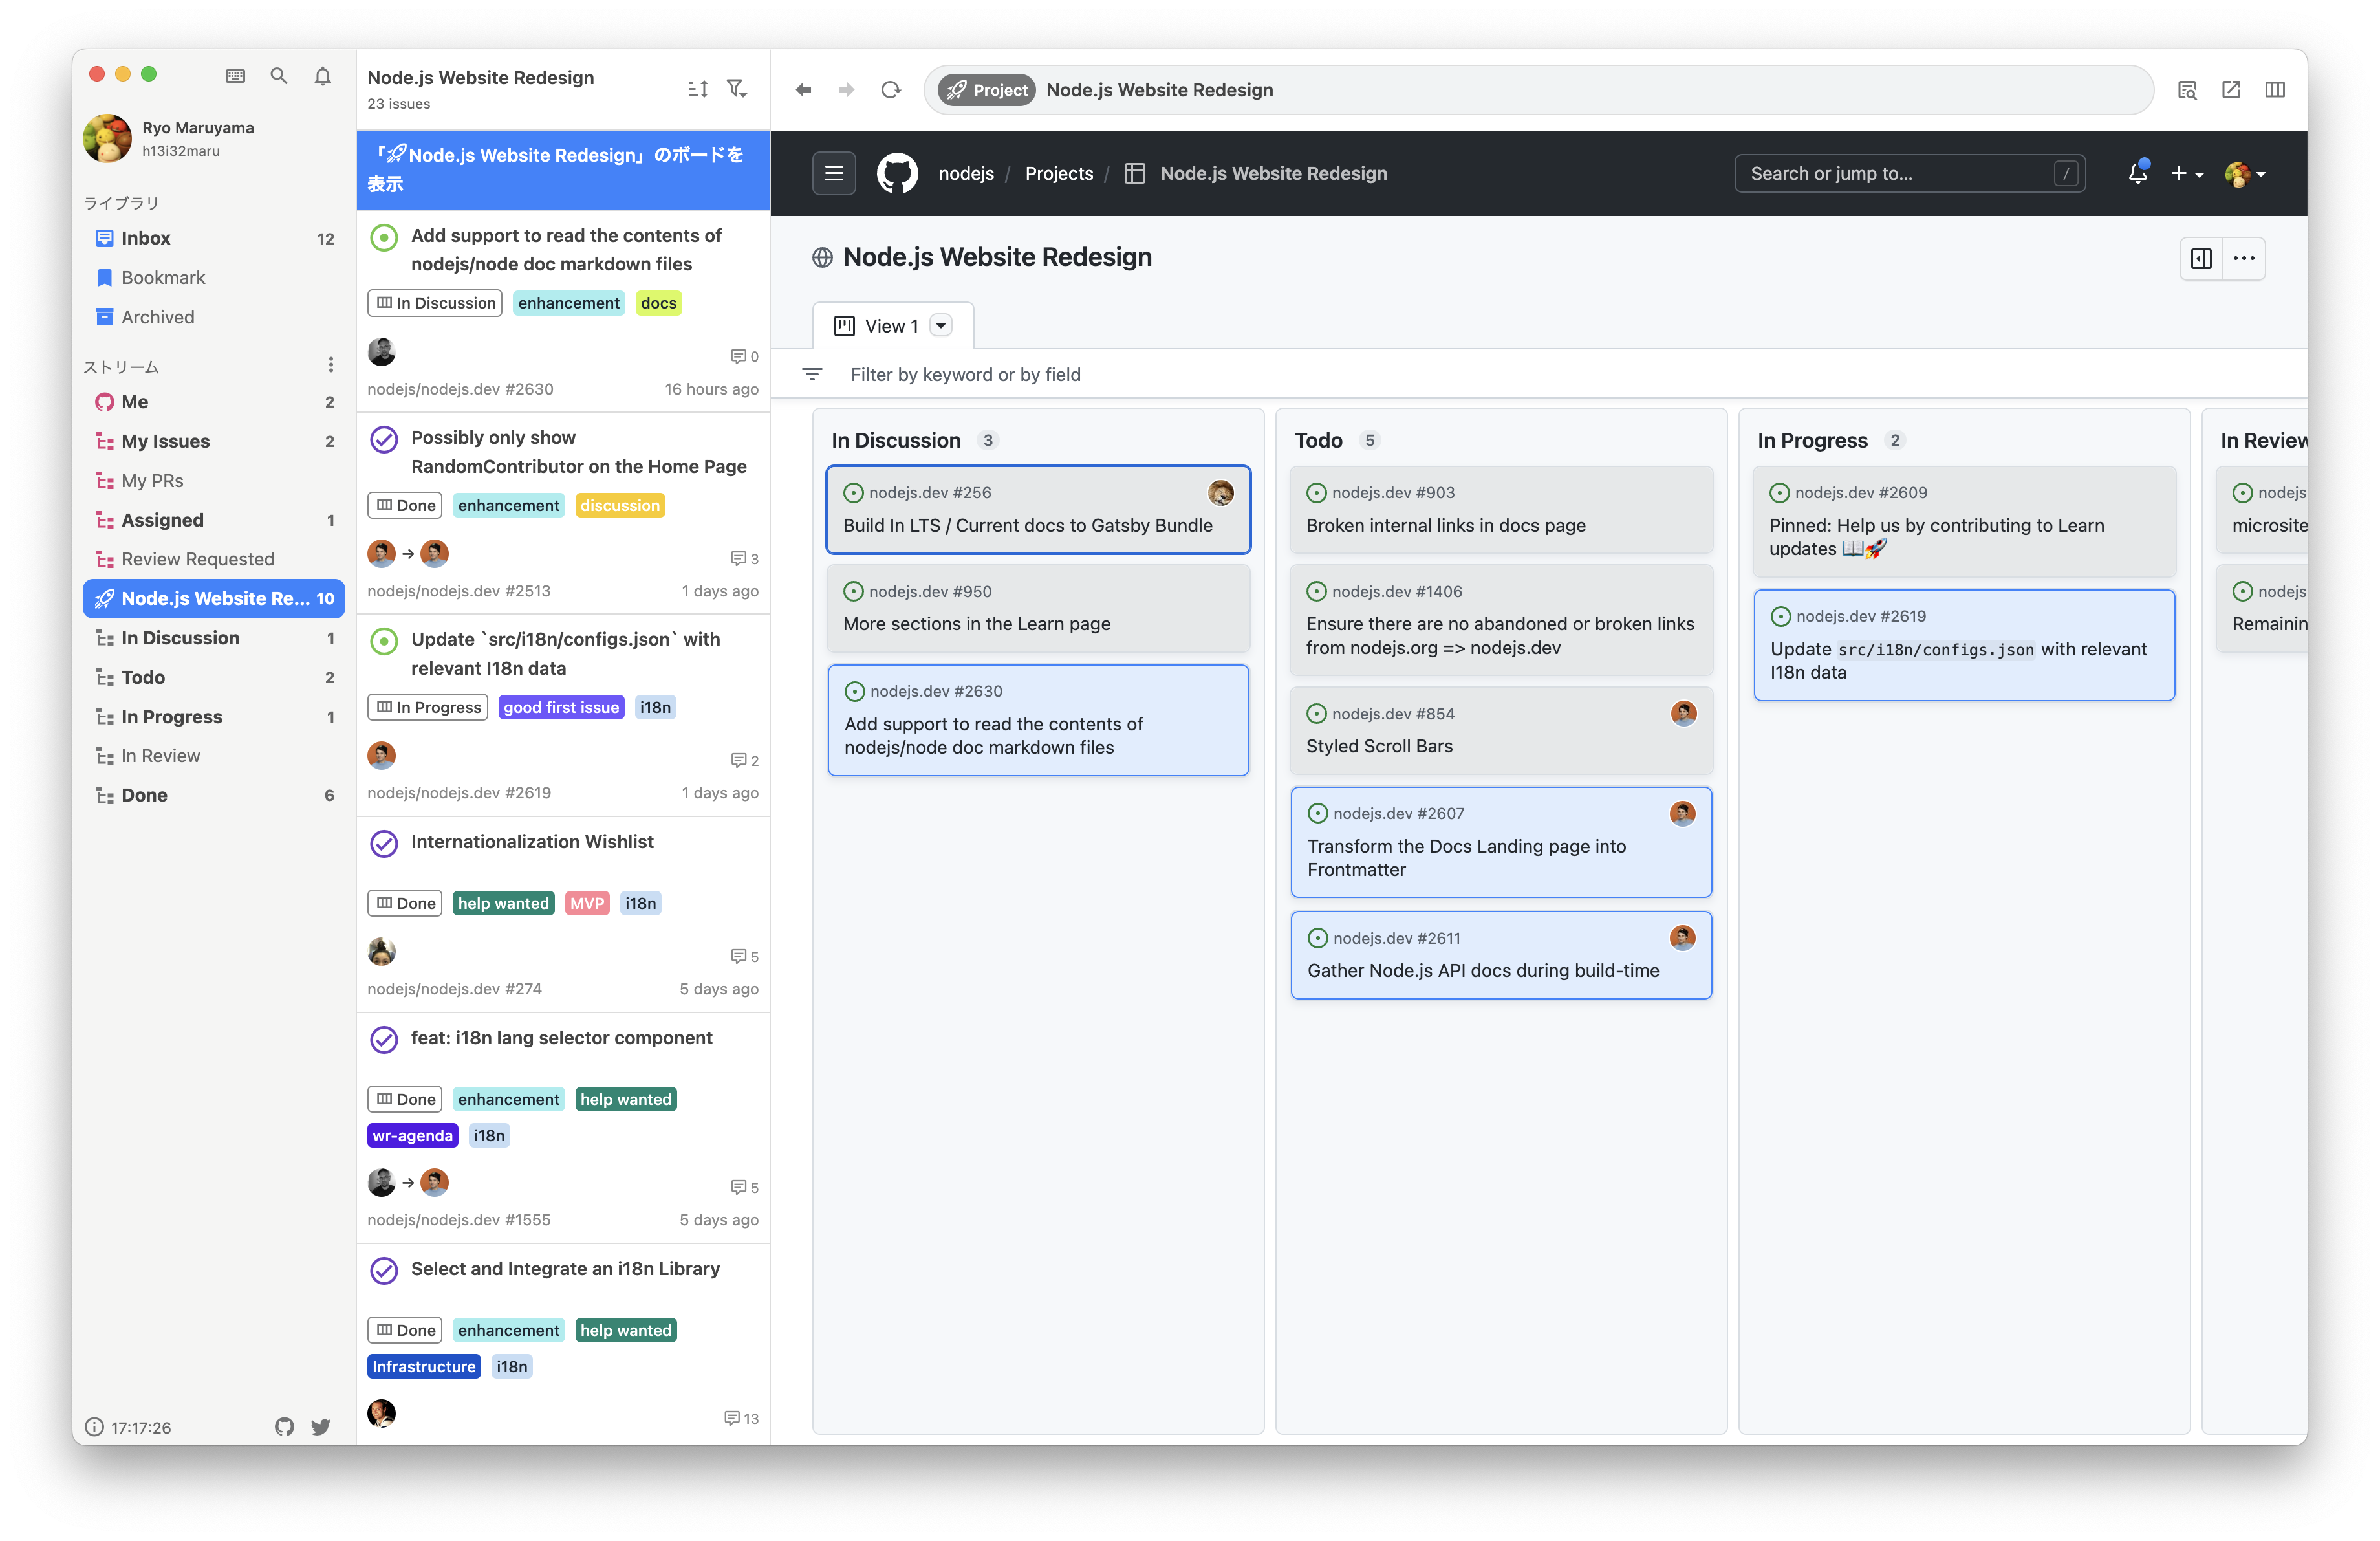 Ryo Maruyama
h13i32maru
ライブラリ
Inbox 12
Bookmark
Archived
ストリーム
Me 2
My Issues 2
My PRs
Assigned 1
Review Requested
Node.js Website Re... 10
In Discussion 1
Todo 2
In Progress 1
In Review
Done 6
17:17:26
Node.js Website Redesign
23 issues
「🚀Node.js Website Redesign」のボードを
表示
Add support to read the contents of
nodejs/node doc markdown files
In Discussion enhancement docs
0
nodejs/nodejs.dev #2630 16 hours ago
Possibly only show
RandomContributor on the Home Page
Done enhancement discussion
3
nodejs/nodejs.dev #2513 1 days ago
Update `src/i18n/configs.json` with
relevant I18n data
In Progress good first issue i18n
2
nodejs/nodejs.dev #2619 1 days ago
Internationalization Wishlist
Done help wanted MVP i18n
5
nodejs/nodejs.dev #274 5 days ago
feat: i18n lang selector component
Done enhancement help wanted
wr-agenda i18n
5
nodejs/nodejs.dev #1555 5 days ago
Select and Integrate an i18n Library
Done enhancement help wanted
Infrastructure i18n
13
Project Node.js Website Redesign
nodejs / Projects / Node.js Website Redesign
Search or jump to... /
Node.js Website Redesign
View 1
Filter by keyword or by field
In Discussion 3
nodejs.dev #256
Build In LTS / Current docs to Gatsby Bundle
nodejs.dev #950
More sections in the Learn page
nodejs.dev #2630
Add support to read the contents of
nodejs/node doc markdown files
Todo 5
nodejs.dev #903
Broken internal links in docs page
nodejs.dev #1406
Ensure there are no abandoned or broken links
from nodejs.org => nodejs.dev
nodejs.dev #854
Styled Scroll Bars
nodejs.dev #2607
Transform the Docs Landing page into
Frontmatter
nodejs.dev #2611
Gather Node.js API docs during build-time
In Progress 2
nodejs.dev #2609
Pinned: Help us by contributing to Learn
updates 📖🚀
nodejs.dev #2619
Update src/i18n/configs.json with relevant
I18n data
In Review
nodejs
microsite
nodejs
Remainin